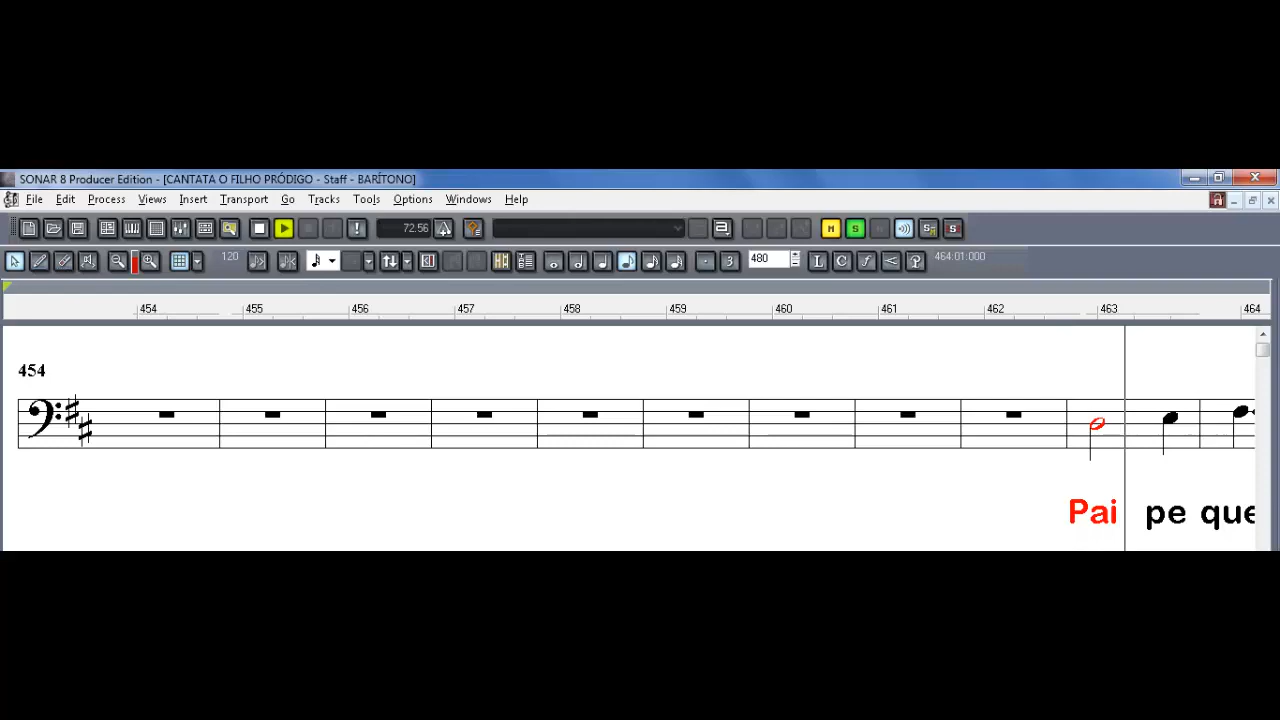 SONAR 8 Producer Edition - [CANTATA O FILHO PRÓDIGO - Staff - BARÍTONO]
File Edit Process Views Insert Transport Go Tracks Tools Options Windows Help
72.56 M S
120 3 480 L C f 464:01:000
454 455 456 457 458 459 460 461 462 463 464
454
Pai pe que